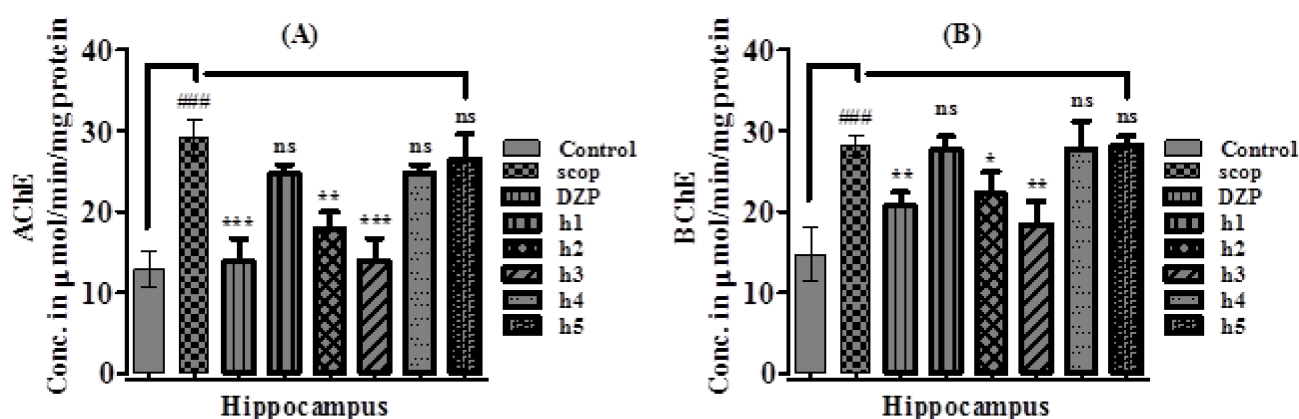 (A)
AChE
Conc. in µ mol/min/mg protein
40
30
20
10
0
###
***
ns
**
***
ns
ns
Hippocampus
Control
scop
DZP
h1
h2
h3
h4
h5
(B)
BChE
Conc. in µ mol/min/mg protein
40
30
20
10
0
###
**
ns
*
**
ns
ns
Hippocampus
Control
scop
DZP
h1
h2
h3
h4
h5